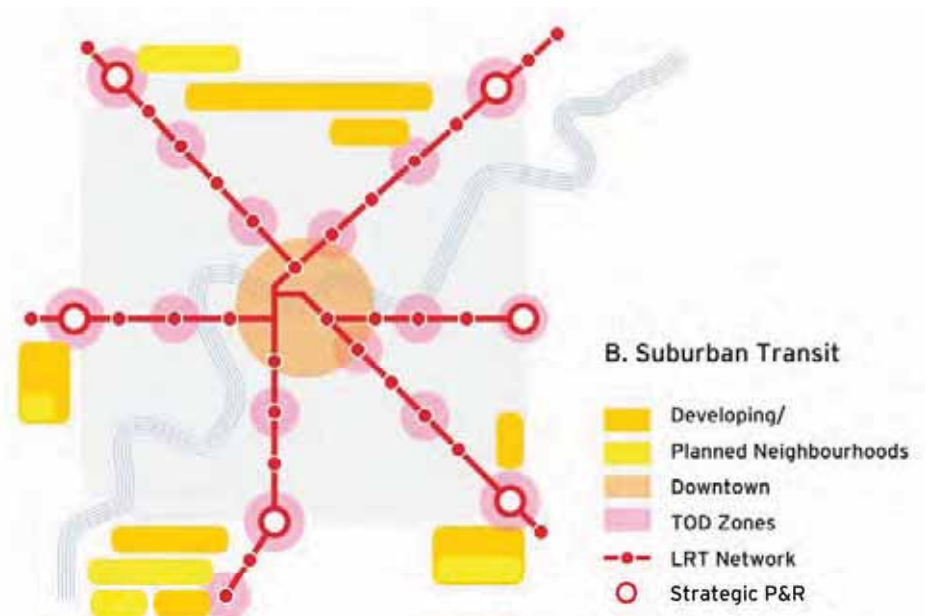 B. Suburban Transit
Developing/
Planned Neighbourhoods
Downtown
TOD Zones
LRT Network
Strategic P&R